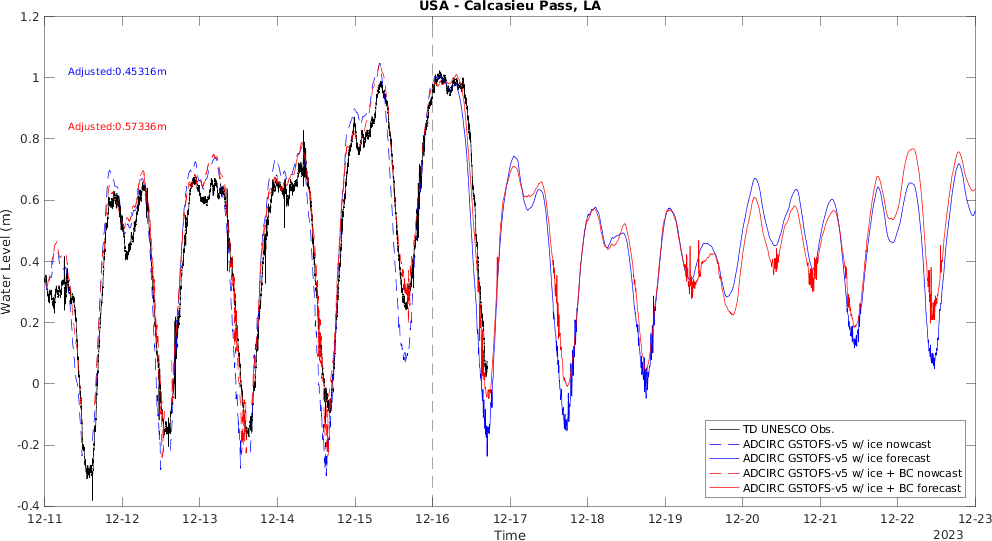 USA - Calcasieu Pass, LA
1.2
1
0.8
0.6
0.4
0.2
0
-0.2
-0.4
Water Level (m)
Adjusted:0.45316m
Adjusted:0.57336m
TD UNESCO Obs.
ADCIRC GSTOFS-v5 w/ ice nowcast
ADCIRC GSTOFS-v5 w/ ice forecast
ADCIRC GSTOFS-v5 w/ ice + BC nowcast
ADCIRC GSTOFS-v5 w/ ice + BC forecast
12-11 12-12 12-13 12-14 12-15 12-16 12-17 12-18 12-19 12-20 12-21 12-22 12-23
Time
2023